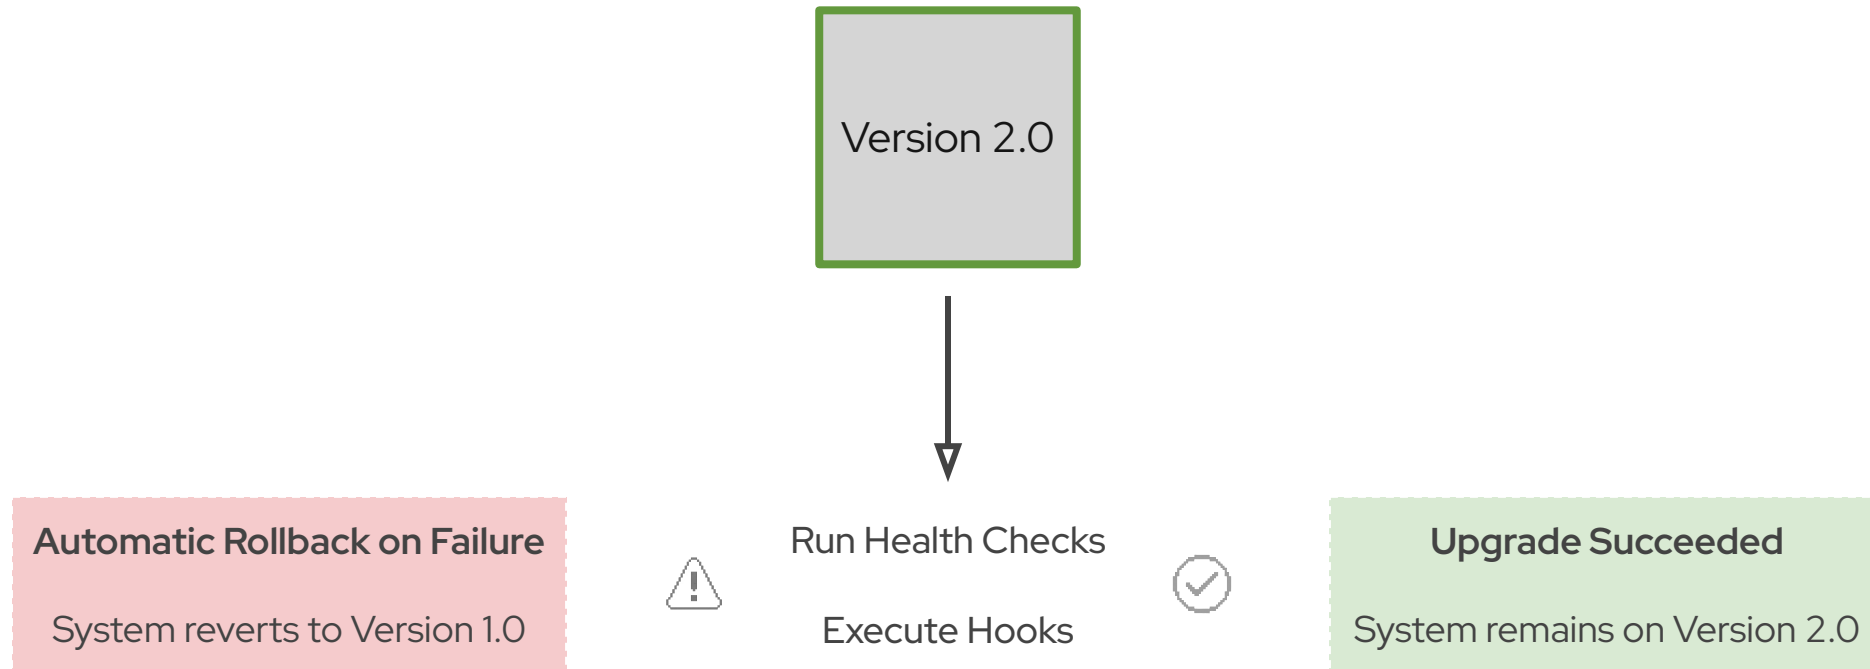 Version 2.0
Automatic Rollback on Failure
System reverts to Version 1.0
Run Health Checks
Execute Hooks
Upgrade Succeeded
System remains on Version 2.0